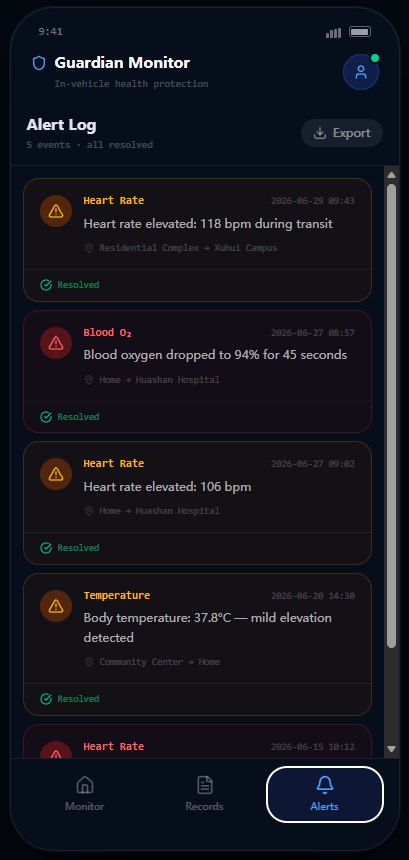 9:41
Guardian Monitor
In-vehicle health protection
Alert Log
5 events · all resolved
Export
Heart Rate 2026-06-29 09:43
Heart rate elevated: 118 bpm during transit
Residential Complex → Xuhui Campus
Resolved
Blood O₂ 2026-06-27 08:57
Blood oxygen dropped to 94% for 45 seconds
Home → Huashan Hospital
Resolved
Heart Rate 2026-06-27 09:02
Heart rate elevated: 106 bpm
Home → Huashan Hospital
Resolved
Temperature 2026-06-20 14:30
Body temperature: 37.8°C — mild elevation
detected
Community Center → Home
Resolved
Heart Rate 2026-06-15 10:12
Monitor Records Alerts